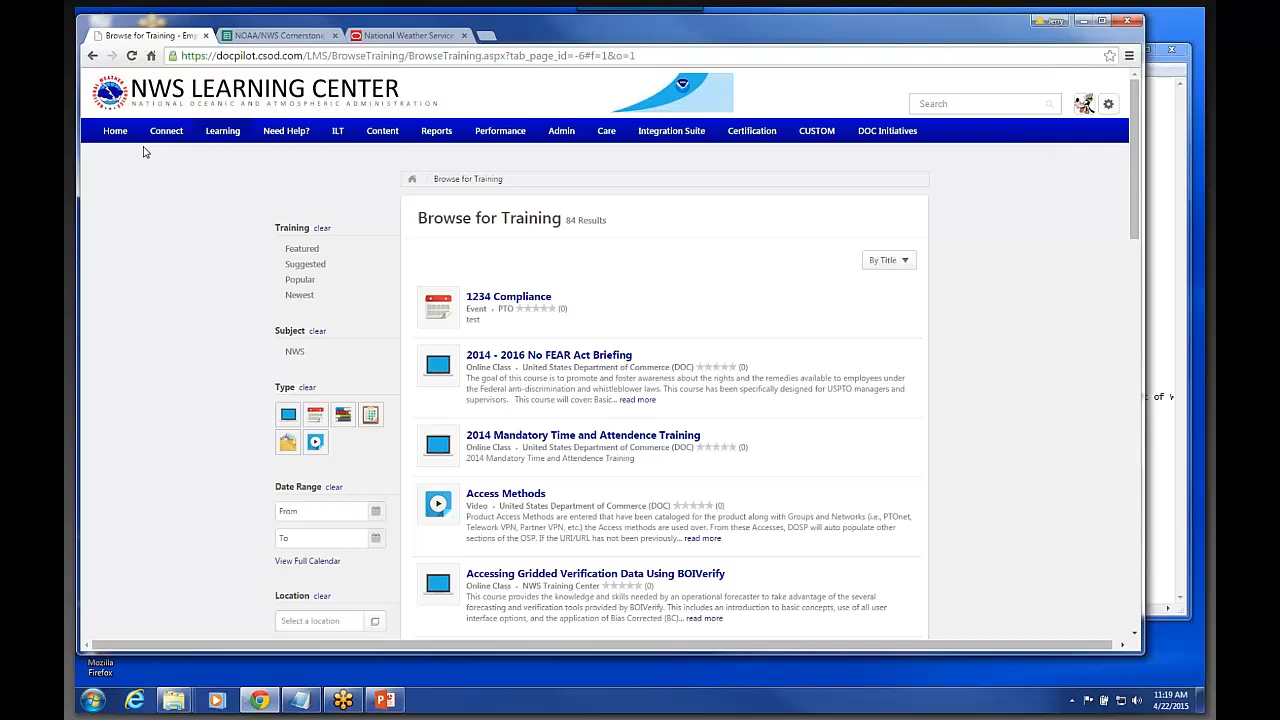 Browse for Training - Emp
NOAA/NWS Cornerstone
National Weather Service
Jerry
https://docpilot.csod.com/LMS/BrowseTraining/BrowseTraining.aspx?tab_page_id=-6#f=1&o=1
NWS LEARNING CENTER
NATIONAL OCEANIC AND ATMOSPHERIC ADMINISTRATION
Search
Home Connect Learning Need Help? ILT Content Reports Performance Admin Care Integration Suite Certification CUSTOM DOC Initiatives
Browse for Training
Training clear
Featured
Suggested
Popular
Newest
Subject clear
NWS
Type clear
Date Range clear
From
To
View Full Calendar
Location clear
Select a location
Browse for Training 84 Results
By Title
1234 Compliance
Event • PTO (0)
test
2014 - 2016 No FEAR Act Briefing
Online Class • United States Department of Commerce (DOC) (0)
The goal of this course is to promote and foster awareness about the rights and the remedies available to employees under
the Federal anti-discrimination and whistleblower laws. This course has been specifically designed for USPTO managers and
supervisors. This course will cover: Basic... read more
2014 Mandatory Time and Attendence Training
Online Class • United States Department of Commerce (DOC) (0)
2014 Mandatory Time and Attendence Training
Access Methods
Video • United States Department of Commerce (DOC) (0)
Product Access Methods are entered that have been cataloged for the product along with Groups and Networks (i.e., PTOnet,
Telework VPN, Partner VPN, etc.) the Access methods are used over. From these Accesses, DOSP will auto populate other
sections of the OSP. If the URI/URL has not been previously... read more
Accessing Gridded Verification Data Using BOIVerify
Online Class • NWS Training Center (0)
This course provides the knowledge and skills needed by an operational forecaster to take advantage of the several
forecasting and verification tools provided by BOIVerify. This includes an introduction to basic concepts, use of all user
interface options, and the application of Bias Corrected (BC)... read more
of W
Mozilla
Firefox
11:19 AM
4/22/2015